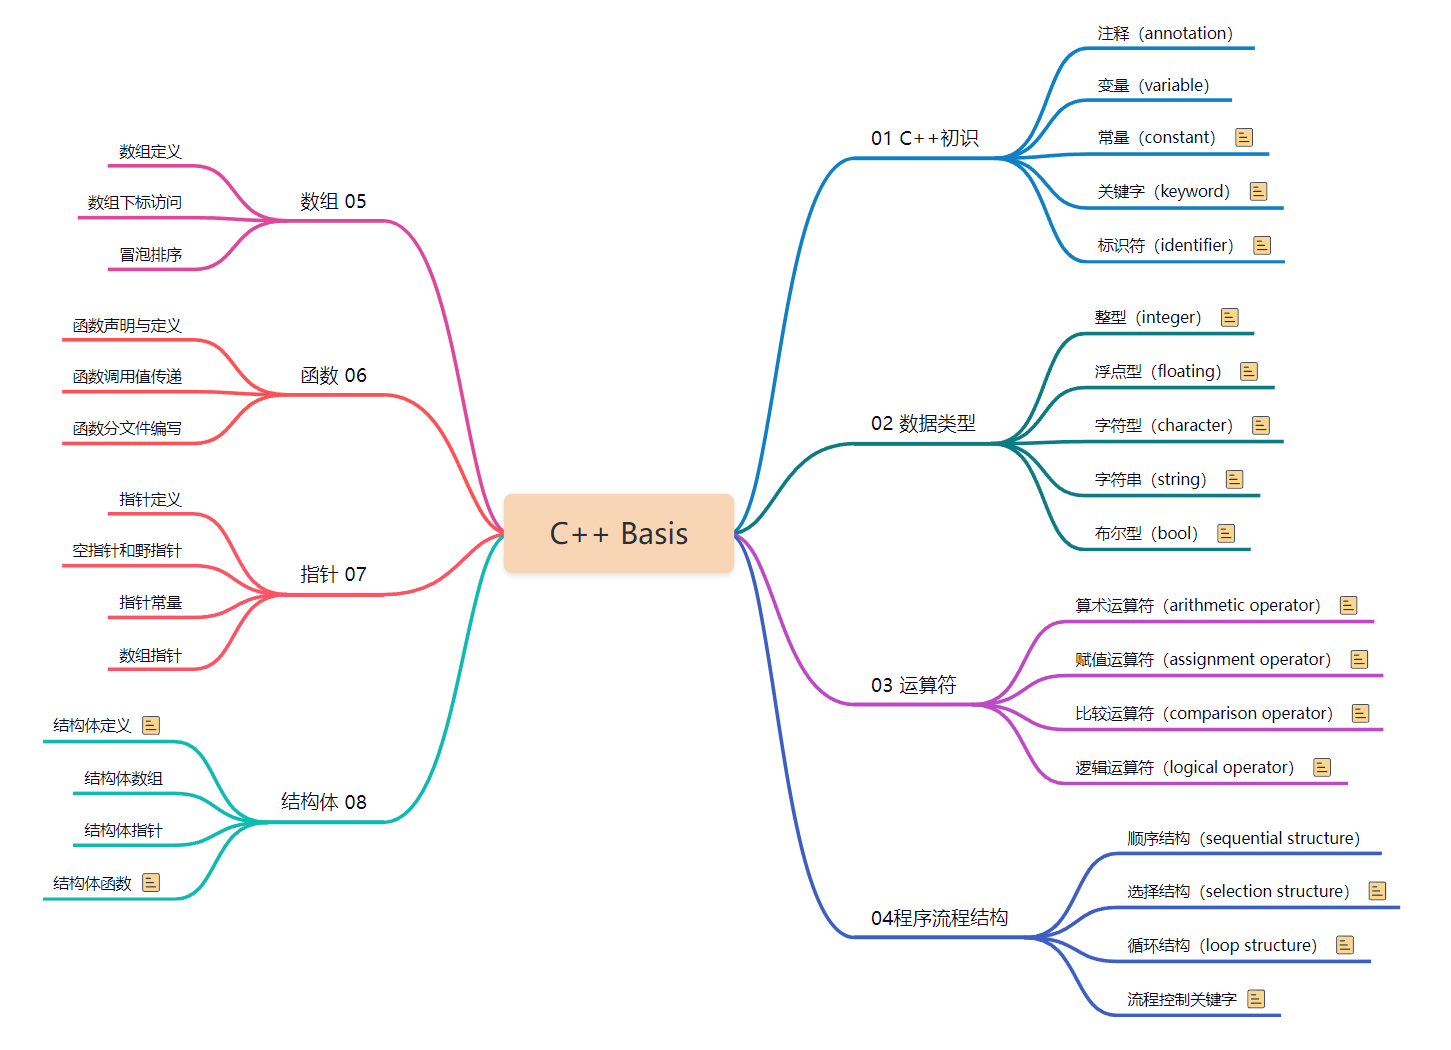 C++ Basis
01 C++初识
注释（annotation）
变量（variable）
常量（constant）
关键字（keyword）
标识符（identifier）
02 数据类型
整型（integer）
浮点型（floating）
字符型（character）
字符串（string）
布尔型（bool）
03 运算符
算术运算符（arithmetic operator）
赋值运算符（assignment operator）
比较运算符（comparison operator）
逻辑运算符（logical operator）
04程序流程结构
顺序结构（sequential structure）
选择结构（selection structure）
循环结构（loop structure）
流程控制关键字
数组 05
数组定义
数组下标访问
冒泡排序
函数 06
函数声明与定义
函数调用值传递
函数分文件编写
指针 07
指针定义
空指针和野指针
指针常量
数组指针
结构体 08
结构体定义
结构体数组
结构体指针
结构体函数